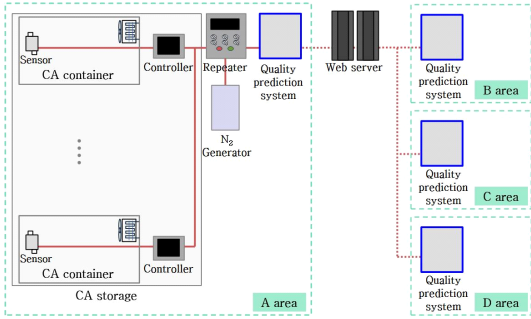 Sensor
CA container
Controller
Repeater
Quality
prediction
system
N2
Generator
Web server
Quality
prediction
system
B area
Quality
prediction
system
C area
Sensor
CA container
Controller
CA storage
A area
Quality
prediction
system
D area